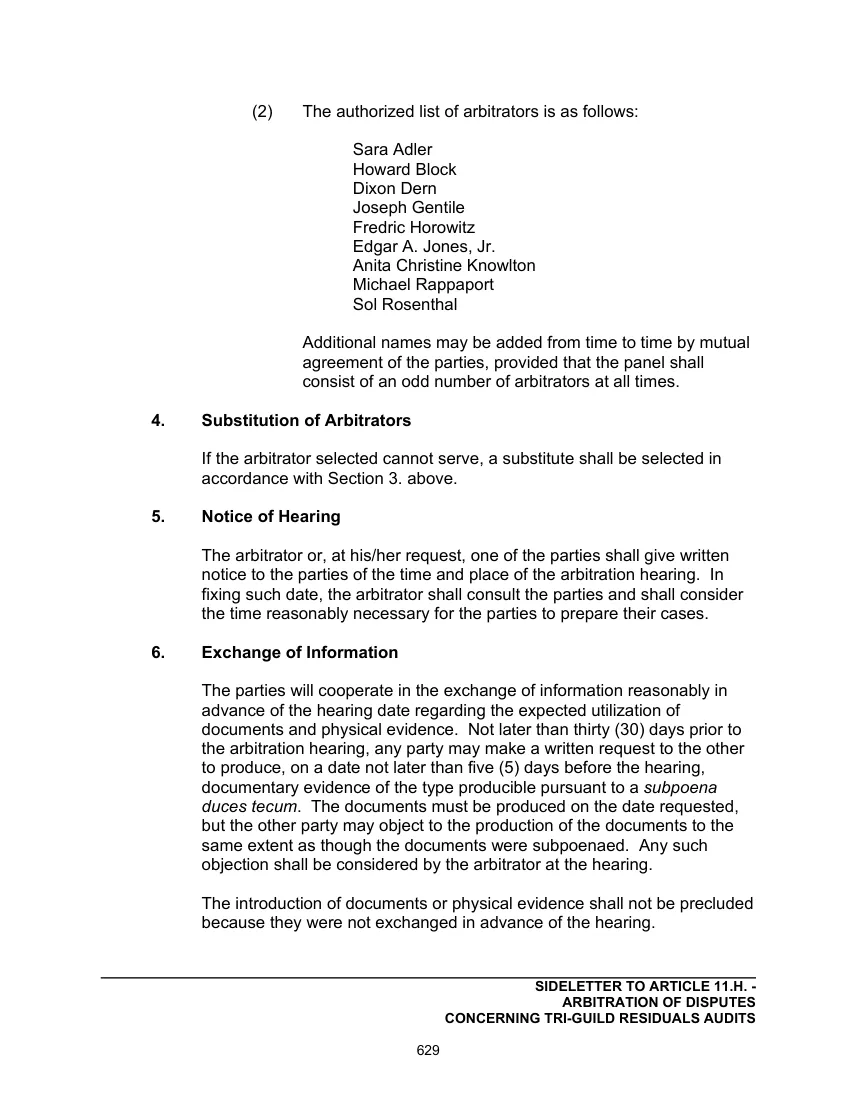 (2) The authorized list of arbitrators is as follows:
Sara Adler
Howard Block
Dixon Dern
Joseph Gentile
Fredric Horowitz
Edgar A. Jones, Jr.
Anita Christine Knowlton
Michael Rappaport
Sol Rosenthal
Additional names may be added from time to time by mutual
agreement of the parties, provided that the panel shall
consist of an odd number of arbitrators at all times.
4. Substitution of Arbitrators
If the arbitrator selected cannot serve, a substitute shall be selected in
accordance with Section 3. above.
5. Notice of Hearing
The arbitrator or, at his/her request, one of the parties shall give written
notice to the parties of the time and place of the arbitration hearing. In
fixing such date, the arbitrator shall consult the parties and shall consider
the time reasonably necessary for the parties to prepare their cases.
6. Exchange of Information
The parties will cooperate in the exchange of information reasonably in
advance of the hearing date regarding the expected utilization of
documents and physical evidence. Not later than thirty (30) days prior to
the arbitration hearing, any party may make a written request to the other
to produce, on a date not later than five (5) days before the hearing,
documentary evidence of the type producible pursuant to a subpoena
duces tecum. The documents must be produced on the date requested,
but the other party may object to the production of the documents to the
same extent as though the documents were subpoenaed. Any such
objection shall be considered by the arbitrator at the hearing.
The introduction of documents or physical evidence shall not be precluded
because they were not exchanged in advance of the hearing.
SIDELETTER TO ARTICLE 11.H. -
ARBITRATION OF DISPUTES
CONCERNING TRI-GUILD RESIDUALS AUDITS
629